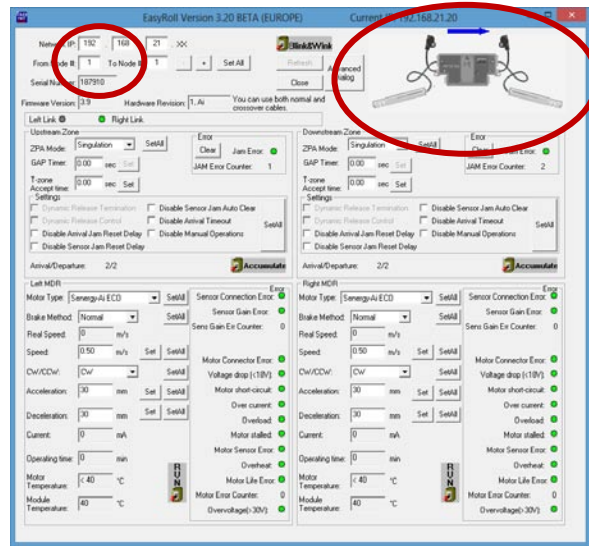 EasyRoll Version 3.20 BETA (EUROPE) Current IP: 192.168.21.20
Network IP: 192 . 168 . 21 . XX Blink&Wink
From Node #: 1 To Node #: 1 - + Set All Refresh Advanced Dialog
Serial Number: 187910 Close
Firmware Version: 3.9 Hardware Revision: 1. Ai You can use both normal and crossover cables.
Left Link Right Link
Upstream Zone Downstream Zone
ZPA Mode: Singulation SetAll Error Clear Jam Error: ZPA Mode: Singulation SetAll Error Clear Jam Error:
GAP Timer: 0.00 sec Set JAM Error Counter: 1 GAP Timer: 0.00 sec Set JAM Error Counter: 2
T-zone Accept time: 0.00 sec Set T-zone Accept time: 0.00 sec Set
Settings Settings
Dynamic Release Termination Disable Sensor Jam Auto Clear Dynamic Release Termination Disable Sensor Jam Auto Clear
Dynamic Release Control Disable Arrival Timeout SetAll Dynamic Release Control Disable Arrival Timeout SetAll
Disable Arrival Jam Reset Delay Disable Manual Operations Disable Arrival Jam Reset Delay Disable Manual Operations
Disable Sensor Jam Reset Delay Disable Sensor Jam Reset Delay
Arrival/Departure: 2/2 Accumulate Arrival/Departure: 2/2 Accumulate
Left MDR Error Right MDR Error
Motor Type: Senergy-Ai ECO SetAll Sensor Connection Error: Motor Type: Senergy-Ai ECO SetAll Sensor Connection Error:
Brake Method: Normal SetAll Sensor Gain Error: Brake Method: Normal SetAll Sensor Gain Error:
Real Speed: 0 m/s Sens Gain Err Counter: 0 Real Speed: 0 m/s Sens Gain Err Counter: 0
Speed: 0.50 m/s Set SetAll Motor Connector Error: Speed: 0.50 m/s Set SetAll Motor Connector Error:
CW/CCW: CW SetAll Voltage drop (<18V): CW/CCW: CW SetAll Voltage drop (<18V):
Acceleration: 30 mm Set SetAll Motor short-circuit: Acceleration: 30 mm Set SetAll Motor short-circuit:
Over current: Over current:
Deceleration: 30 mm Set SetAll Overload: Deceleration: 30 mm Set SetAll Overload:
Current: 0 mA Motor stalled: Current: 0 mA Motor stalled:
Motor Sensor Error: Motor Sensor Error:
Operating time: 0 min Overheat: Operating time: 0 min Overheat:
Motor Temperature: < 40 °C RUN Motor Life Error: Motor Temperature: < 40 °C RUN Motor Life Error:
Motor Error Counter: 0 Motor Error Counter: 0
Module Temperature: 40 °C Overvoltage(>30V): Module Temperature: 40 °C Overvoltage(>30V):